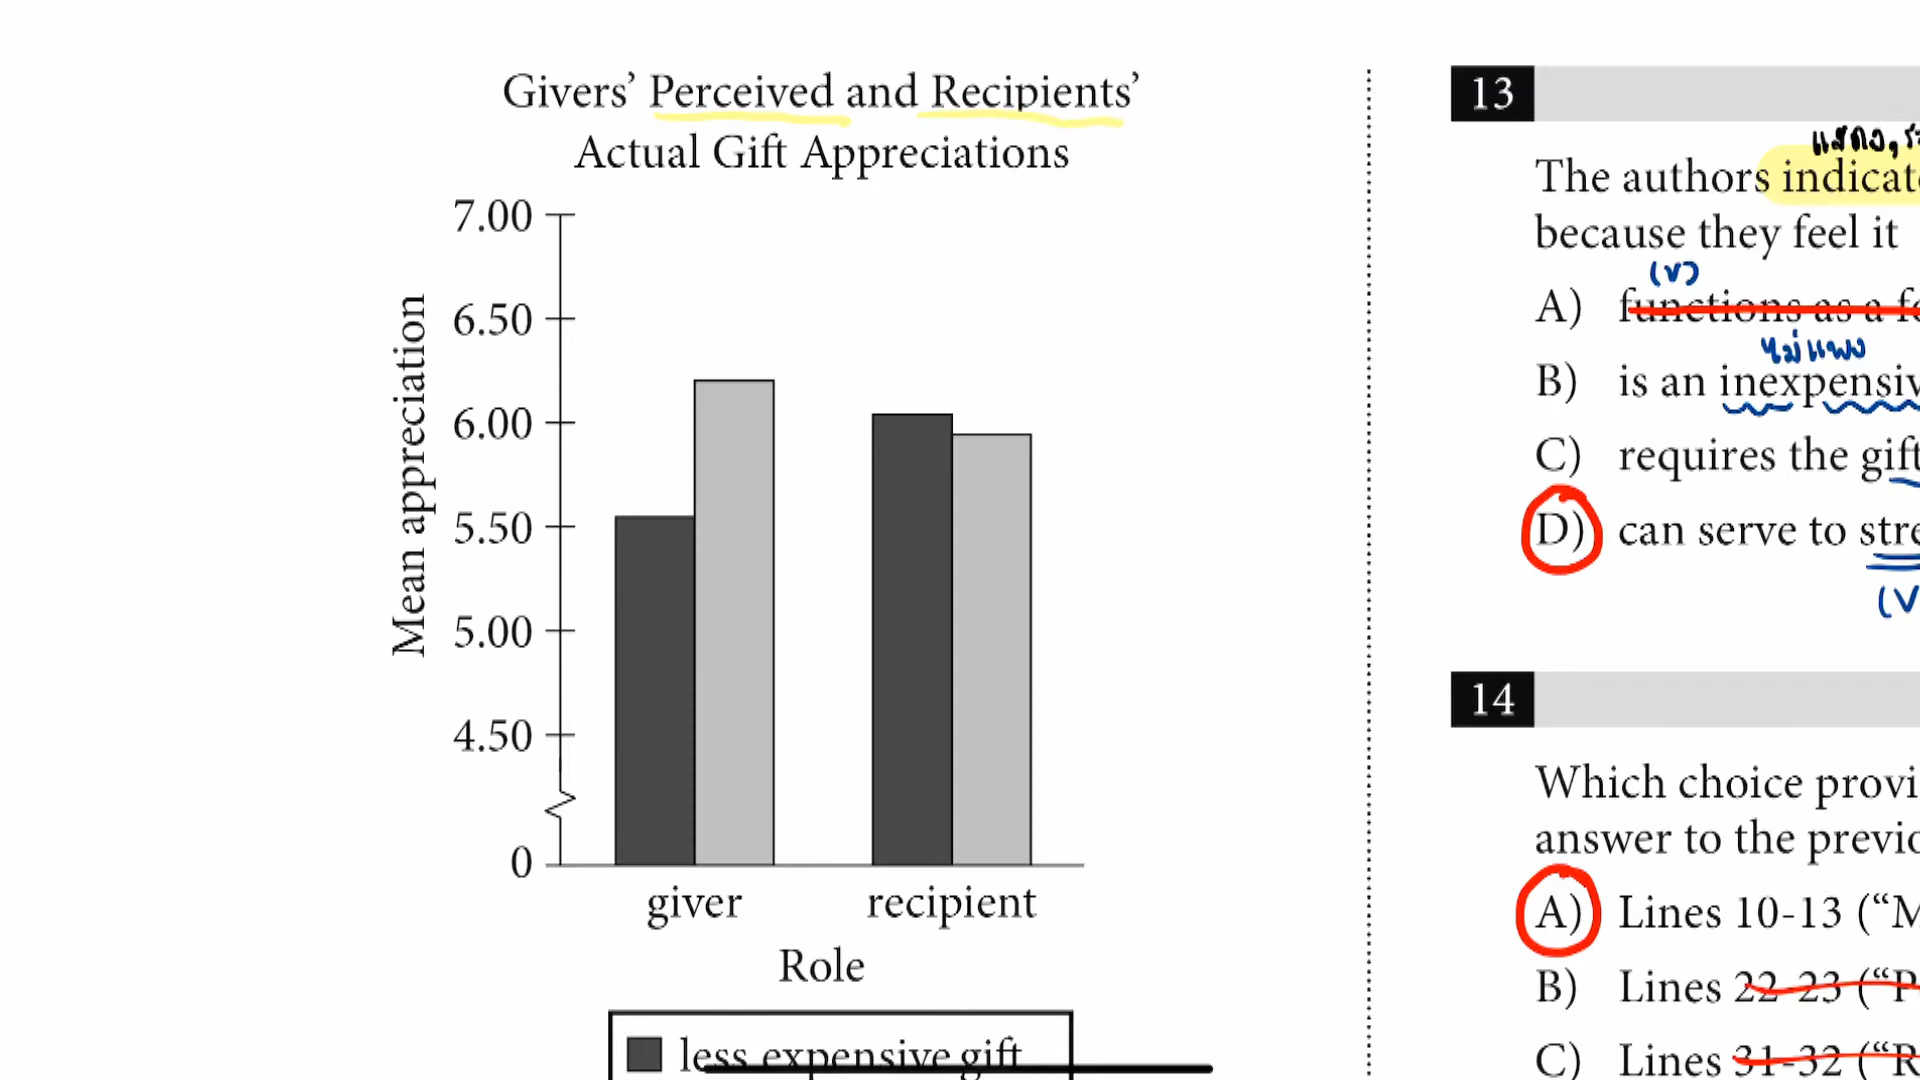 Givers’ Perceived and Recipients’
Actual Gift Appreciations
Mean appreciation
7.00
6.50
6.00
5.50
5.00
4.50
0
giver
recipient
Role
less expensive gift
13
The authors indicate
because they feel it
(v)
A) functions as a
ไม่แพง
B) is an inexpensiv
C) requires the gift
D) can serve to stre
(V
14
Which choice provi
answer to the previo
A) Lines 10-13 (“M
B) Lines 22-23 (“P
C) Lines 31-32 (“R